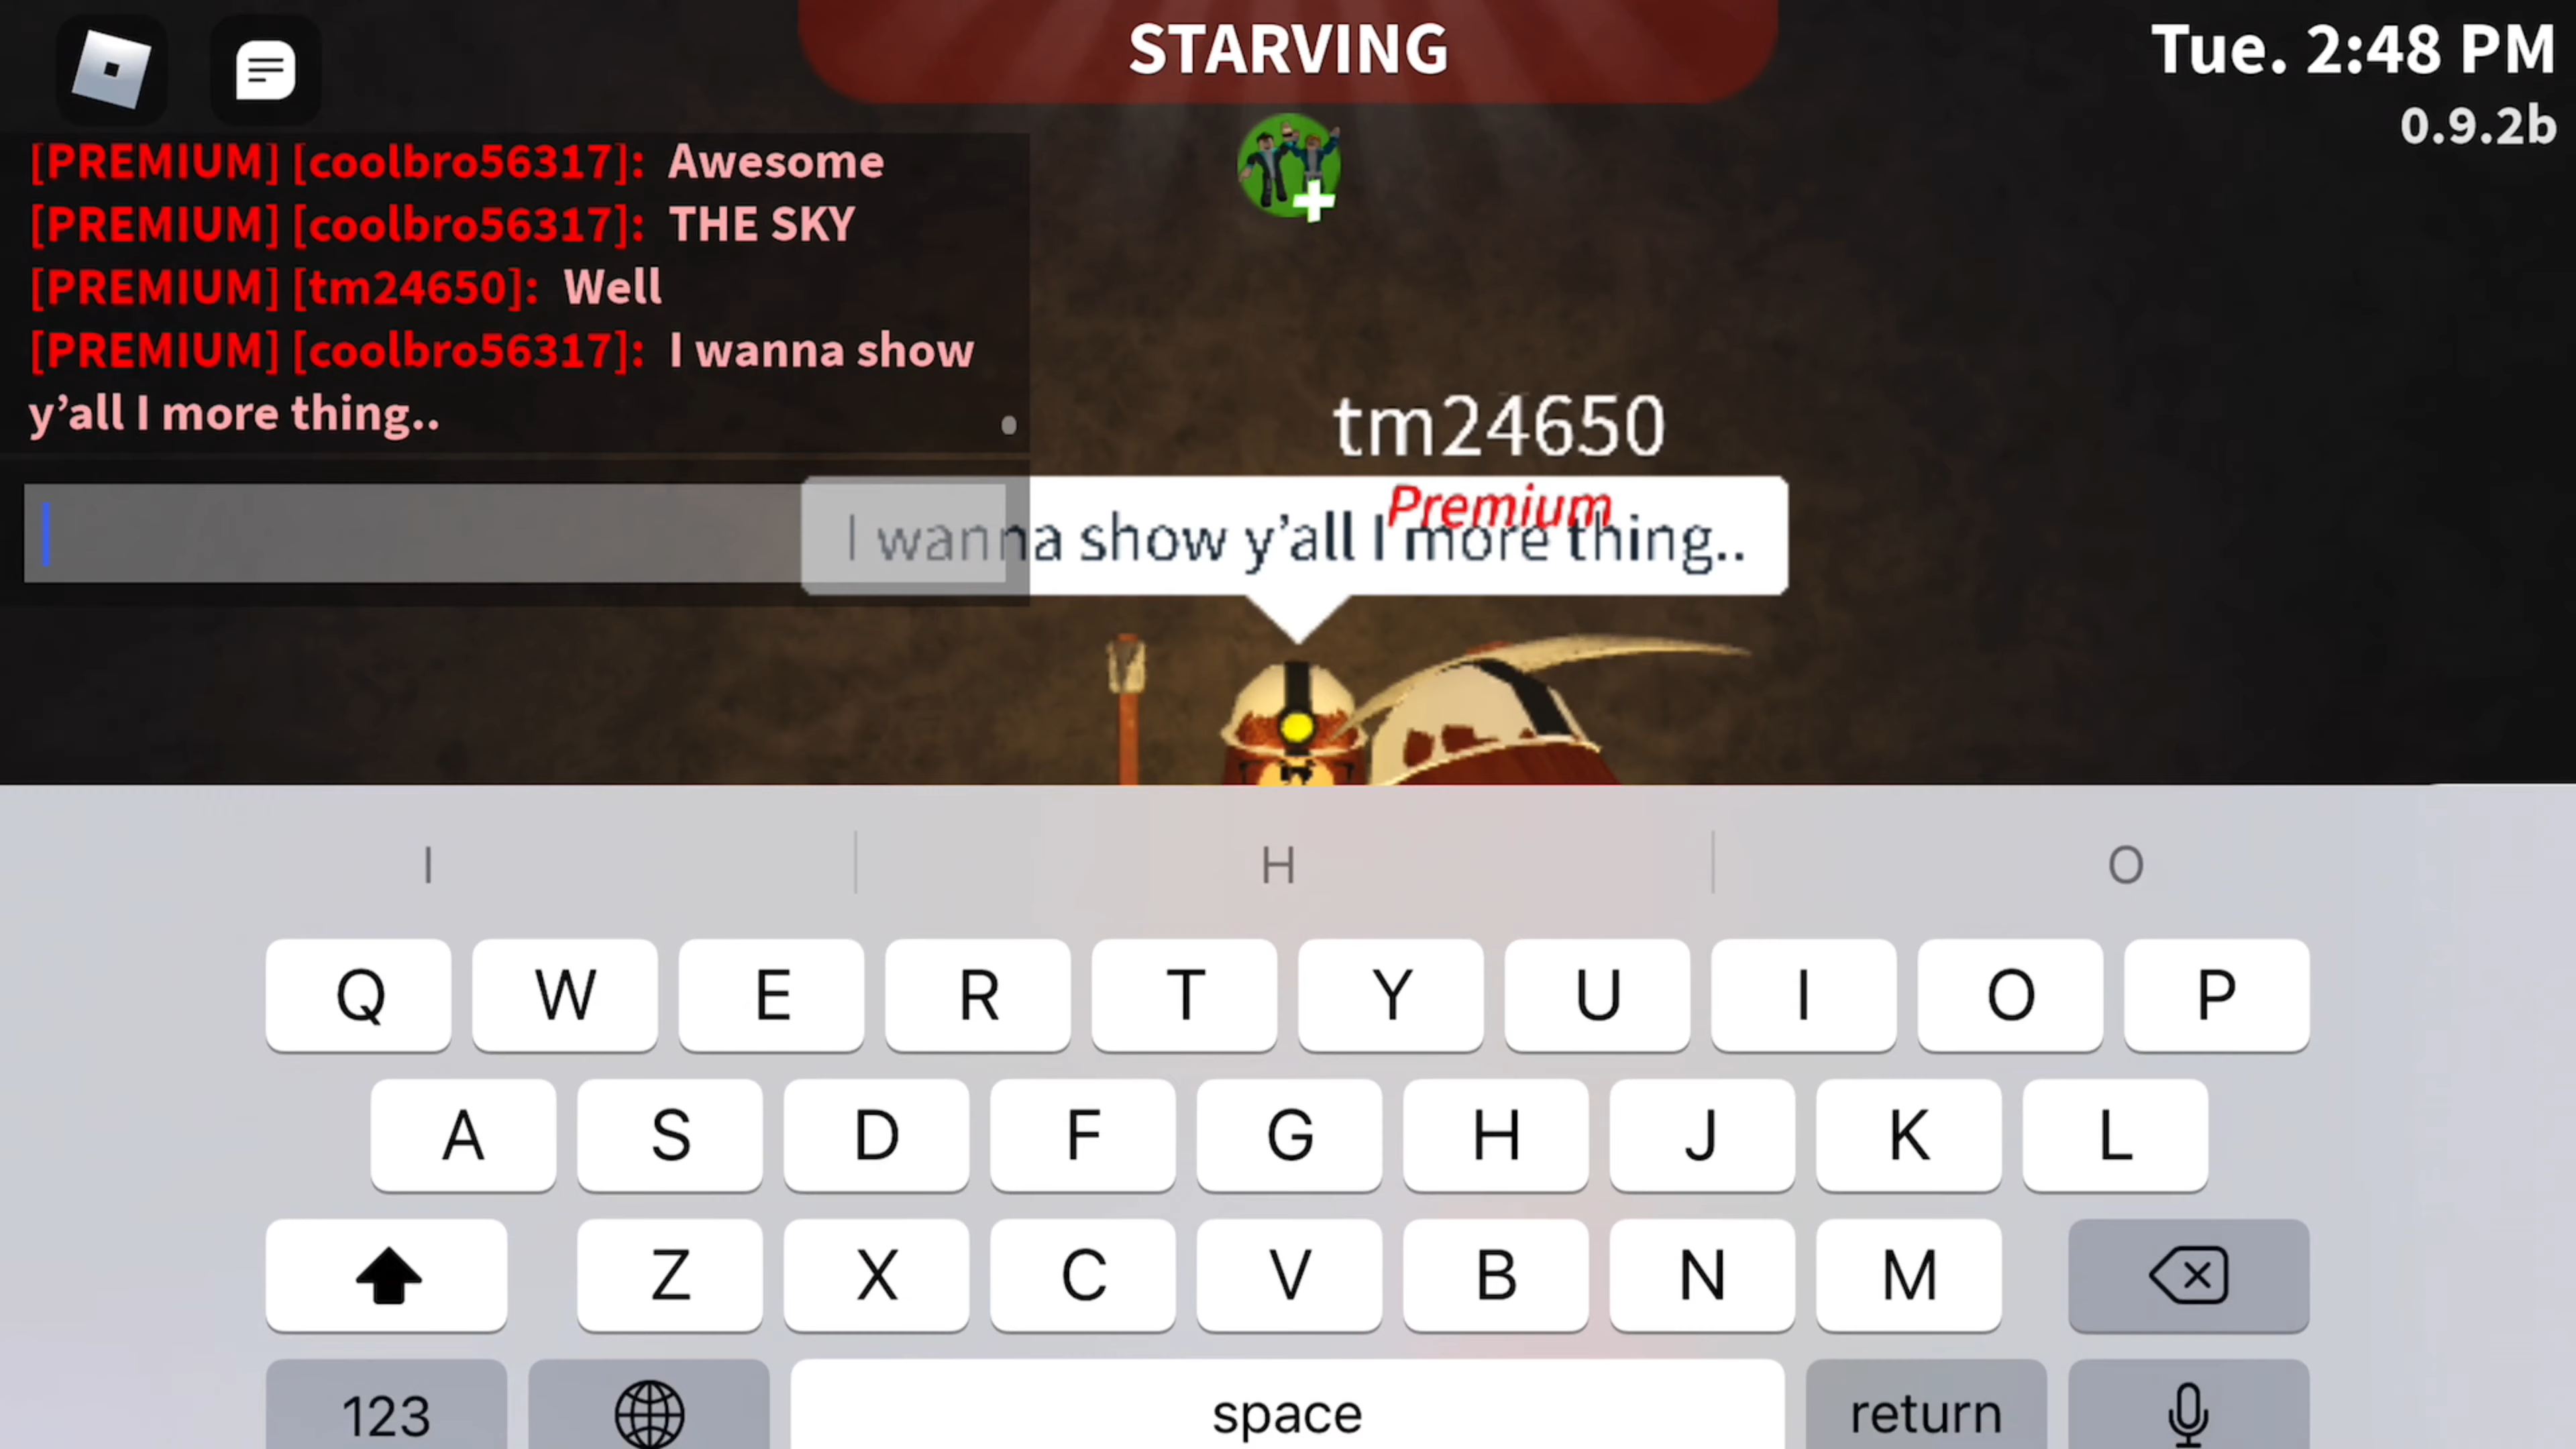 STARVING
Tue. 2:48 PM
0.9.2b
[PREMIUM] [coolbro56317]: Awesome
[PREMIUM] [coolbro56317]: THE SKY
[PREMIUM] [tm24650]: Well
[PREMIUM] [coolbro56317]: I wanna show
y’all I more thing..
tm24650
Premium
I wanna show y’all I more thing..
I H O
Q W E R T Y U I O P
A S D F G H J K L
Z X C V B N M
123 space return